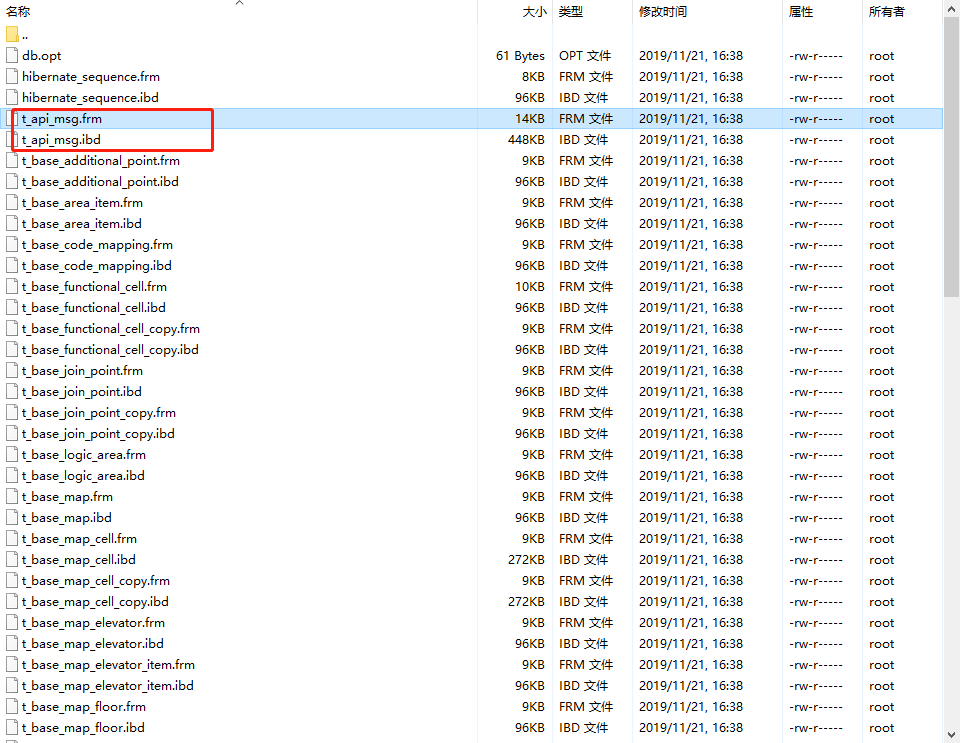 名称 大小 类型 修改时间 属性 所有者
..
db.opt 61 Bytes OPT 文件 2019/11/21, 16:38 -rw-r----- root
hibernate_sequence.frm 8KB FRM 文件 2019/11/21, 16:38 -rw-r----- root
hibernate_sequence.ibd 96KB IBD 文件 2019/11/21, 16:38 -rw-r----- root
t_api_msg.frm 14KB FRM 文件 2019/11/21, 16:38 -rw-r----- root
t_api_msg.ibd 448KB IBD 文件 2019/11/21, 16:38 -rw-r----- root
t_base_additional_point.frm 9KB FRM 文件 2019/11/21, 16:38 -rw-r----- root
t_base_additional_point.ibd 96KB IBD 文件 2019/11/21, 16:38 -rw-r----- root
t_base_area_item.frm 9KB FRM 文件 2019/11/21, 16:38 -rw-r----- root
t_base_area_item.ibd 96KB IBD 文件 2019/11/21, 16:38 -rw-r----- root
t_base_code_mapping.frm 9KB FRM 文件 2019/11/21, 16:38 -rw-r----- root
t_base_code_mapping.ibd 96KB IBD 文件 2019/11/21, 16:38 -rw-r----- root
t_base_functional_cell.frm 10KB FRM 文件 2019/11/21, 16:38 -rw-r----- root
t_base_functional_cell.ibd 96KB IBD 文件 2019/11/21, 16:38 -rw-r----- root
t_base_functional_cell_copy.frm 9KB FRM 文件 2019/11/21, 16:38 -rw-r----- root
t_base_functional_cell_copy.ibd 96KB IBD 文件 2019/11/21, 16:38 -rw-r----- root
t_base_join_point.frm 9KB FRM 文件 2019/11/21, 16:38 -rw-r----- root
t_base_join_point.ibd 96KB IBD 文件 2019/11/21, 16:38 -rw-r----- root
t_base_join_point_copy.frm 9KB FRM 文件 2019/11/21, 16:38 -rw-r----- root
t_base_join_point_copy.ibd 96KB IBD 文件 2019/11/21, 16:38 -rw-r----- root
t_base_logic_area.frm 9KB FRM 文件 2019/11/21, 16:38 -rw-r----- root
t_base_logic_area.ibd 96KB IBD 文件 2019/11/21, 16:38 -rw-r----- root
t_base_map.frm 9KB FRM 文件 2019/11/21, 16:38 -rw-r----- root
t_base_map.ibd 96KB IBD 文件 2019/11/21, 16:38 -rw-r----- root
t_base_map_cell.frm 9KB FRM 文件 2019/11/21, 16:38 -rw-r----- root
t_base_map_cell.ibd 272KB IBD 文件 2019/11/21, 16:38 -rw-r----- root
t_base_map_cell_copy.frm 9KB FRM 文件 2019/11/21, 16:38 -rw-r----- root
t_base_map_cell_copy.ibd 272KB IBD 文件 2019/11/21, 16:38 -rw-r----- root
t_base_map_elevator.frm 9KB FRM 文件 2019/11/21, 16:38 -rw-r----- root
t_base_map_elevator.ibd 96KB IBD 文件 2019/11/21, 16:38 -rw-r----- root
t_base_map_elevator_item.frm 9KB FRM 文件 2019/11/21, 16:38 -rw-r----- root
t_base_map_elevator_item.ibd 96KB IBD 文件 2019/11/21, 16:38 -rw-r----- root
t_base_map_floor.frm 9KB FRM 文件 2019/11/21, 16:38 -rw-r----- root
t_base_map_floor.ibd 96KB IBD 文件 2019/11/21, 16:38 -rw-r----- root